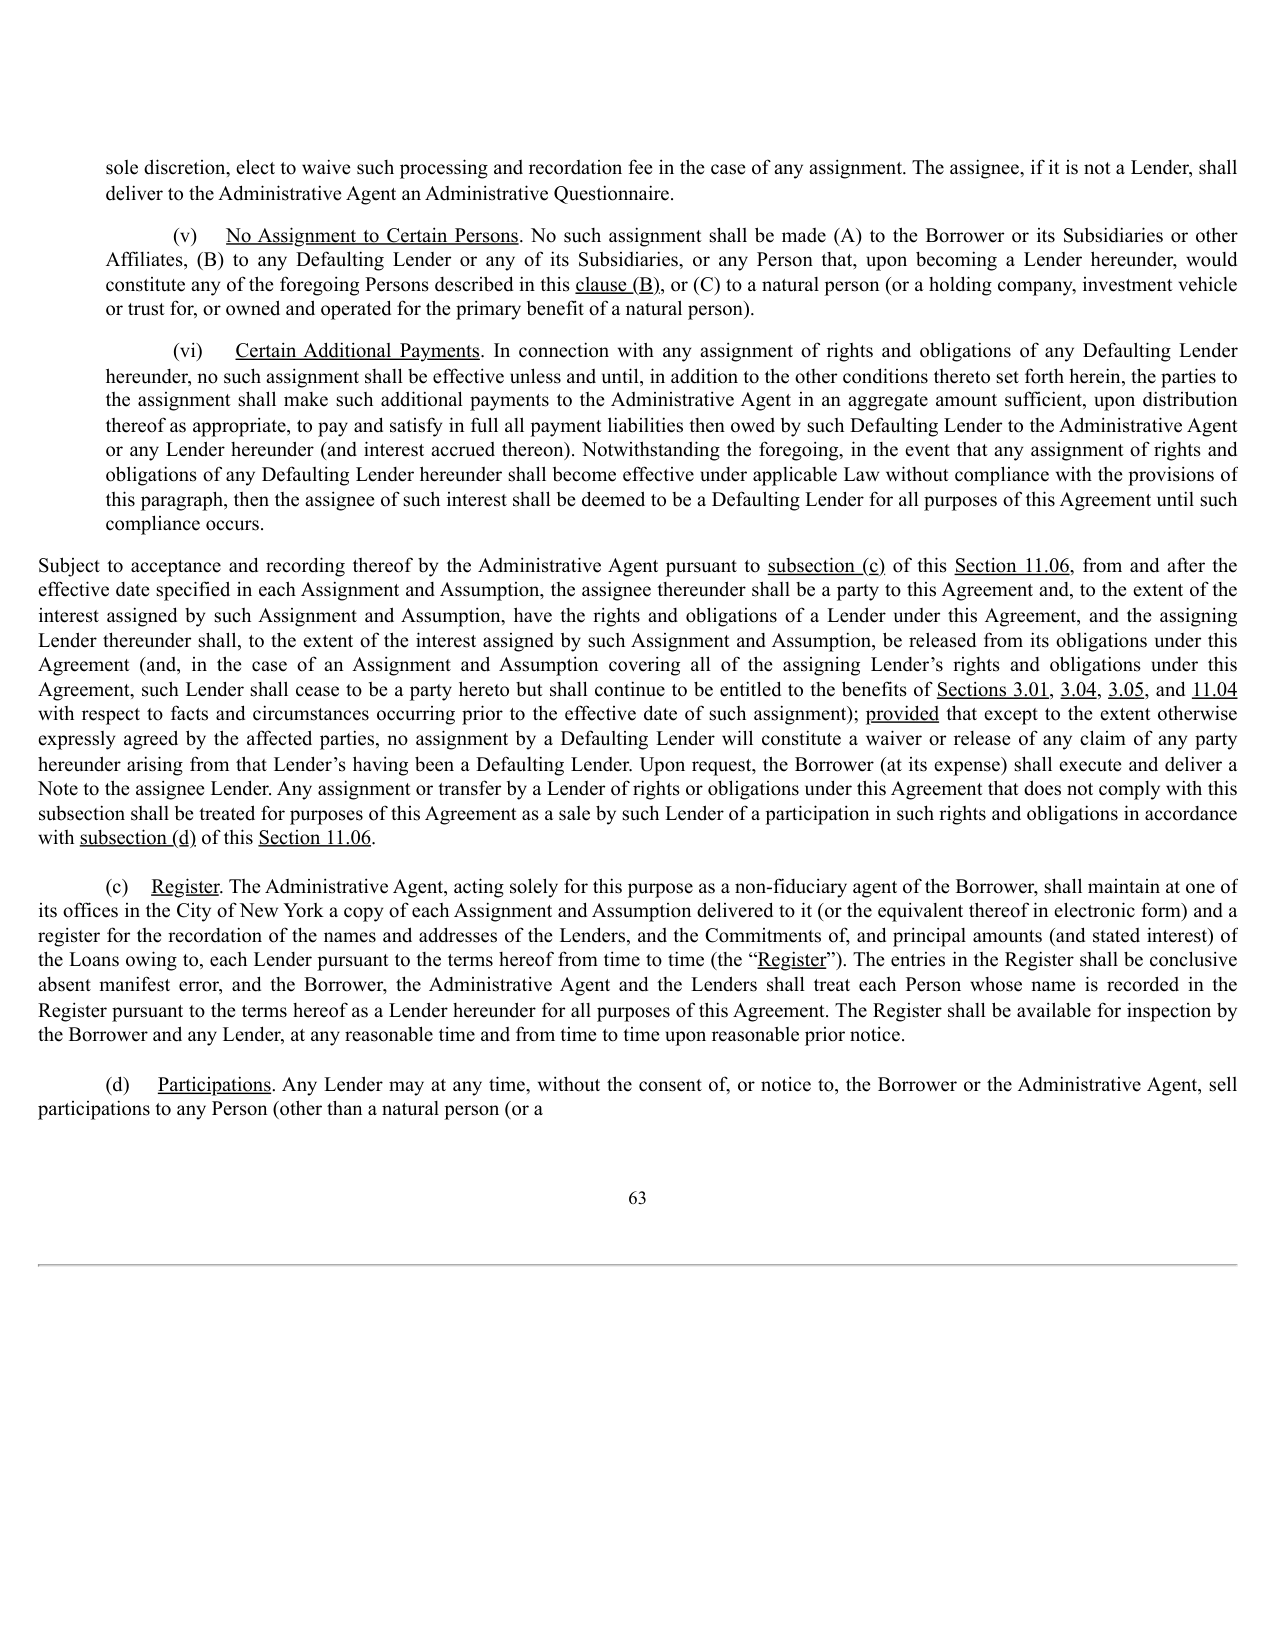 sole discretion, elect to waive such processing and recordation fee in the case of any assignment. The assignee, if it is not a Lender, shall
deliver to the Administrative Agent an Administrative Questionnaire.
(v) No Assignment to Certain Persons. No such assignment shall be made (A) to the Borrower or its Subsidiaries or other
Affiliates, (B) to any Defaulting Lender or any of its Subsidiaries, or any Person that, upon becoming a Lender hereunder, would
constitute any of the foregoing Persons described in this clause (B), or (C) to a natural person (or a holding company, investment vehicle
or trust for, or owned and operated for the primary benefit of a natural person).
(vi) Certain Additional Payments. In connection with any assignment of rights and obligations of any Defaulting Lender
hereunder, no such assignment shall be effective unless and until, in addition to the other conditions thereto set forth herein, the parties to
the assignment shall make such additional payments to the Administrative Agent in an aggregate amount sufficient, upon distribution
thereof as appropriate, to pay and satisfy in full all payment liabilities then owed by such Defaulting Lender to the Administrative Agent
or any Lender hereunder (and interest accrued thereon). Notwithstanding the foregoing, in the event that any assignment of rights and
obligations of any Defaulting Lender hereunder shall become effective under applicable Law without compliance with the provisions of
this paragraph, then the assignee of such interest shall be deemed to be a Defaulting Lender for all purposes of this Agreement until such
compliance occurs.
Subject to acceptance and recording thereof by the Administrative Agent pursuant to subsection (c) of this Section 11.06, from and after the
effective date specified in each Assignment and Assumption, the assignee thereunder shall be a party to this Agreement and, to the extent of the
interest assigned by such Assignment and Assumption, have the rights and obligations of a Lender under this Agreement, and the assigning
Lender thereunder shall, to the extent of the interest assigned by such Assignment and Assumption, be released from its obligations under this
Agreement (and, in the case of an Assignment and Assumption covering all of the assigning Lender’s rights and obligations under this
Agreement, such Lender shall cease to be a party hereto but shall continue to be entitled to the benefits of Sections 3.01, 3.04, 3.05, and 11.04
with respect to facts and circumstances occurring prior to the effective date of such assignment); provided that except to the extent otherwise
expressly agreed by the affected parties, no assignment by a Defaulting Lender will constitute a waiver or release of any claim of any party
hereunder arising from that Lender’s having been a Defaulting Lender. Upon request, the Borrower (at its expense) shall execute and deliver a
Note to the assignee Lender. Any assignment or transfer by a Lender of rights or obligations under this Agreement that does not comply with this
subsection shall be treated for purposes of this Agreement as a sale by such Lender of a participation in such rights and obligations in accordance
with subsection (d) of this Section 11.06.
(c) Register. The Administrative Agent, acting solely for this purpose as a non-fiduciary agent of the Borrower, shall maintain at one of
its offices in the City of New York a copy of each Assignment and Assumption delivered to it (or the equivalent thereof in electronic form) and a
register for the recordation of the names and addresses of the Lenders, and the Commitments of, and principal amounts (and stated interest) of
the Loans owing to, each Lender pursuant to the terms hereof from time to time (the “Register”). The entries in the Register shall be conclusive
absent manifest error, and the Borrower, the Administrative Agent and the Lenders shall treat each Person whose name is recorded in the
Register pursuant to the terms hereof as a Lender hereunder for all purposes of this Agreement. The Register shall be available for inspection by
the Borrower and any Lender, at any reasonable time and from time to time upon reasonable prior notice.
(d) Participations. Any Lender may at any time, without the consent of, or notice to, the Borrower or the Administrative Agent, sell
participations to any Person (other than a natural person (or a
63